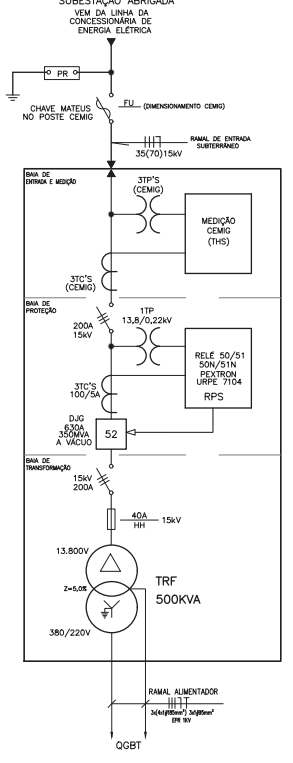 SUBESTAÇÃO ABRIGADA
VEM DA LINHA DA
CONCESSIONÁRIA DE
ENERGIA ELÉTRICA
PR
FU (DIMENSIONAMENTO CEMIG)
CHAVE MATEUS
NO POSTE CEMIG
RAMAL DE ENTRADA
SUBTERRÂNEO
35(70)15kV
BAIA DE
ENTRADA E MEDIÇÃO
3TP'S
(CEMIG)
MEDIÇÃO
CEMIG
(THS)
3TC'S
(CEMIG)
BAIA DE
PROTEÇÃO
1TP
13,8/0,22kV
200A
15kV
RELÉ 50/51
50N/51N
PEXTRON
URPE 7104
RPS
3TC'S
100/5A
DJG
630A
350MVA
A VÁCUO
52
BAIA DE
TRANSFORMAÇÃO
15kV
200A
40A
HH
15kV
13.800V
Z=5,0%
TRF
500KVA
380/220V
RAMAL ALIMENTADOR
EPR 1KV
QGBT